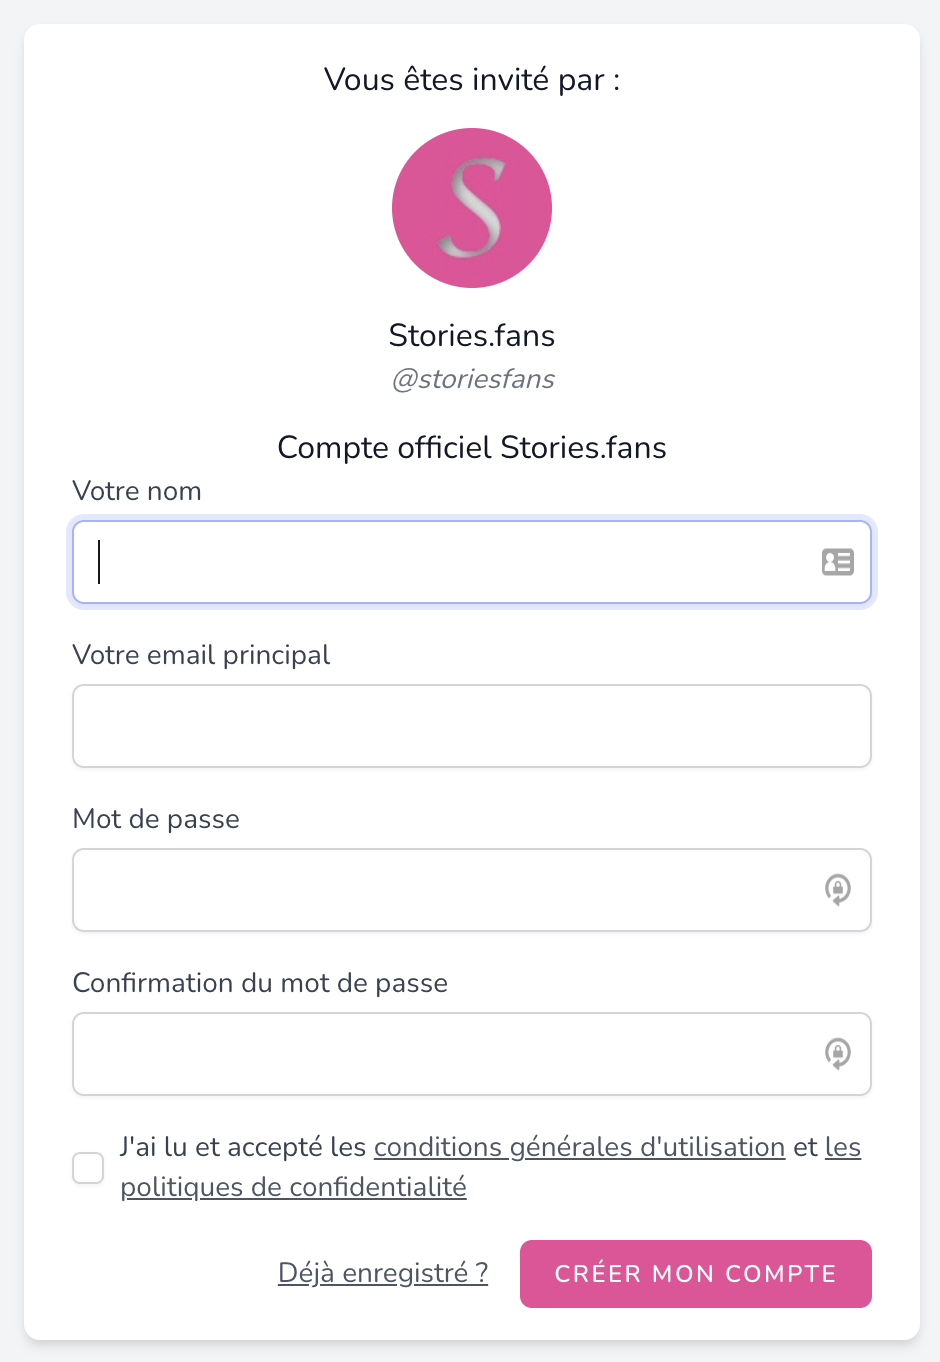 Vous êtes invité par :
S
Stories.fans
@storiesfans
Compte officiel Stories.fans
Votre nom
Votre email principal
Mot de passe
Confirmation du mot de passe
J'ai lu et accepté les conditions générales d'utilisation et les
politiques de confidentialité
Déjà enregistré ?
CRÉER MON COMPTE